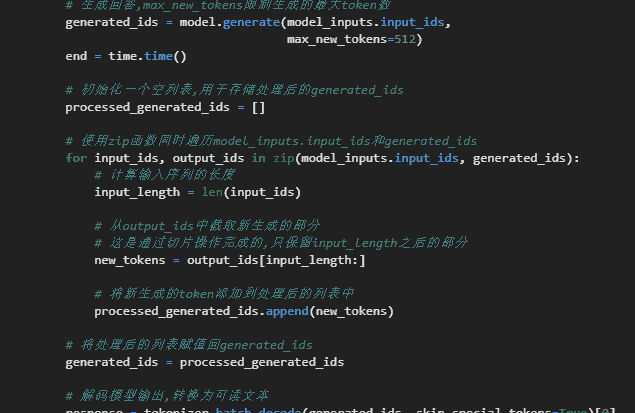 # 生成回答,max_new_tokens限制生成的最大token数
generated_ids = model.generate(model_inputs.input_ids,
max_new_tokens=512)
end = time.time()
# 初始化一个空列表,用于存储处理后的generated_ids
processed_generated_ids = []
# 使用zip函数同时遍历model_inputs.input_ids和generated_ids
for input_ids, output_ids in zip(model_inputs.input_ids, generated_ids):
# 计算输入序列的长度
input_length = len(input_ids)
# 从output_ids中截取新生成的部分
# 这是通过切片操作完成的,只保留input_length之后的部分
new_tokens = output_ids[input_length:]
# 将新生成的token添加到处理后的列表中
processed_generated_ids.append(new_tokens)
# 将处理后的列表赋值回generated_ids
generated_ids = processed_generated_ids
# 解码模型输出,转换为可读文本
response = tokenizer.batch_decode(generated_ids, skip_special_tokens=True)[0]